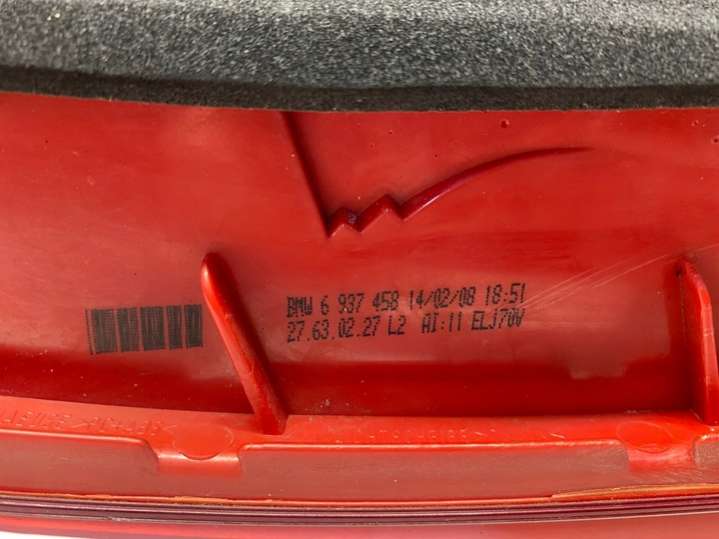 BMW 6 937 458 14/02/08 18:51
27.63.02.27 L2 AI:11 ELJ70V